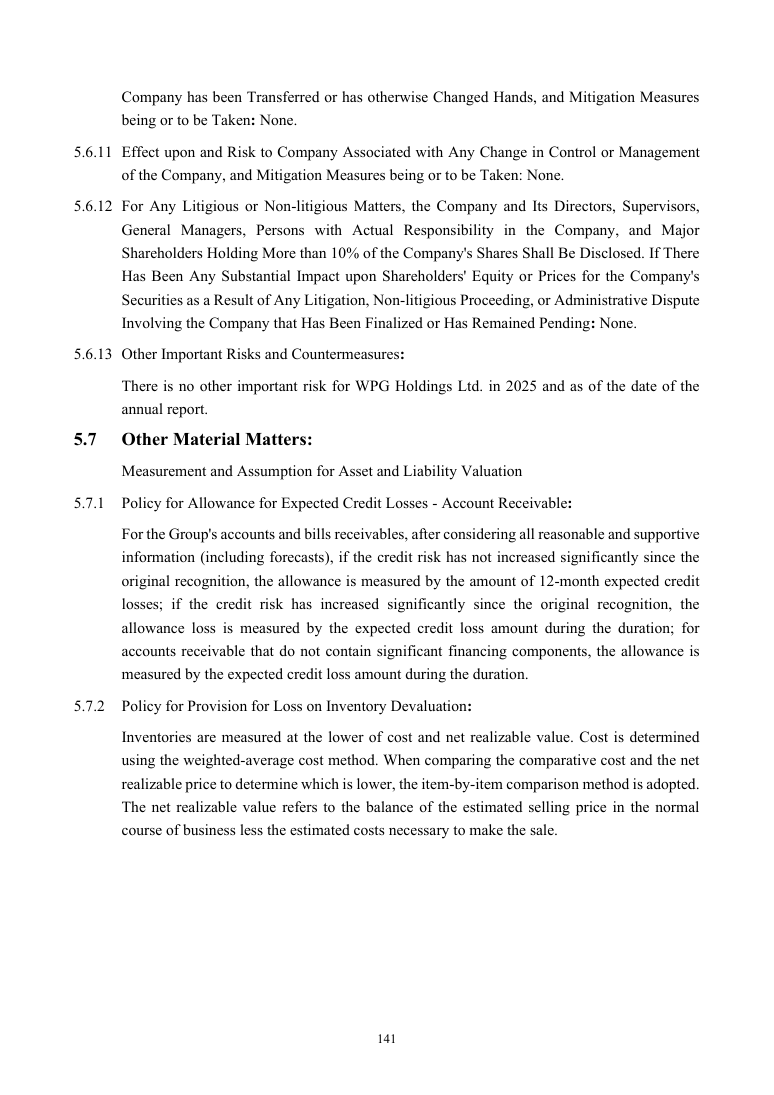 Company has been Transferred or has otherwise Changed Hands, and Mitigation Measures
being or to be Taken: None.
5.6.11 Effect upon and Risk to Company Associated with Any Change in Control or Management
of the Company, and Mitigation Measures being or to be Taken: None.
5.6.12 For Any Litigious or Non-litigious Matters, the Company and Its Directors, Supervisors,
General Managers, Persons with Actual Responsibility in the Company, and Major
Shareholders Holding More than 10% of the Company's Shares Shall Be Disclosed. If There
Has Been Any Substantial Impact upon Shareholders' Equity or Prices for the Company's
Securities as a Result of Any Litigation, Non-litigious Proceeding, or Administrative Dispute
Involving the Company that Has Been Finalized or Has Remained Pending: None.
5.6.13 Other Important Risks and Countermeasures:
There is no other important risk for WPG Holdings Ltd. in 2025 and as of the date of the
annual report.
5.7 Other Material Matters:
Measurement and Assumption for Asset and Liability Valuation
5.7.1 Policy for Allowance for Expected Credit Losses - Account Receivable:
For the Group's accounts and bills receivables, after considering all reasonable and supportive
information (including forecasts), if the credit risk has not increased significantly since the
original recognition, the allowance is measured by the amount of 12-month expected credit
losses; if the credit risk has increased significantly since the original recognition, the
allowance loss is measured by the expected credit loss amount during the duration; for
accounts receivable that do not contain significant financing components, the allowance is
measured by the expected credit loss amount during the duration.
5.7.2 Policy for Provision for Loss on Inventory Devaluation:
Inventories are measured at the lower of cost and net realizable value. Cost is determined
using the weighted-average cost method. When comparing the comparative cost and the net
realizable price to determine which is lower, the item-by-item comparison method is adopted.
The net realizable value refers to the balance of the estimated selling price in the normal
course of business less the estimated costs necessary to make the sale.
141